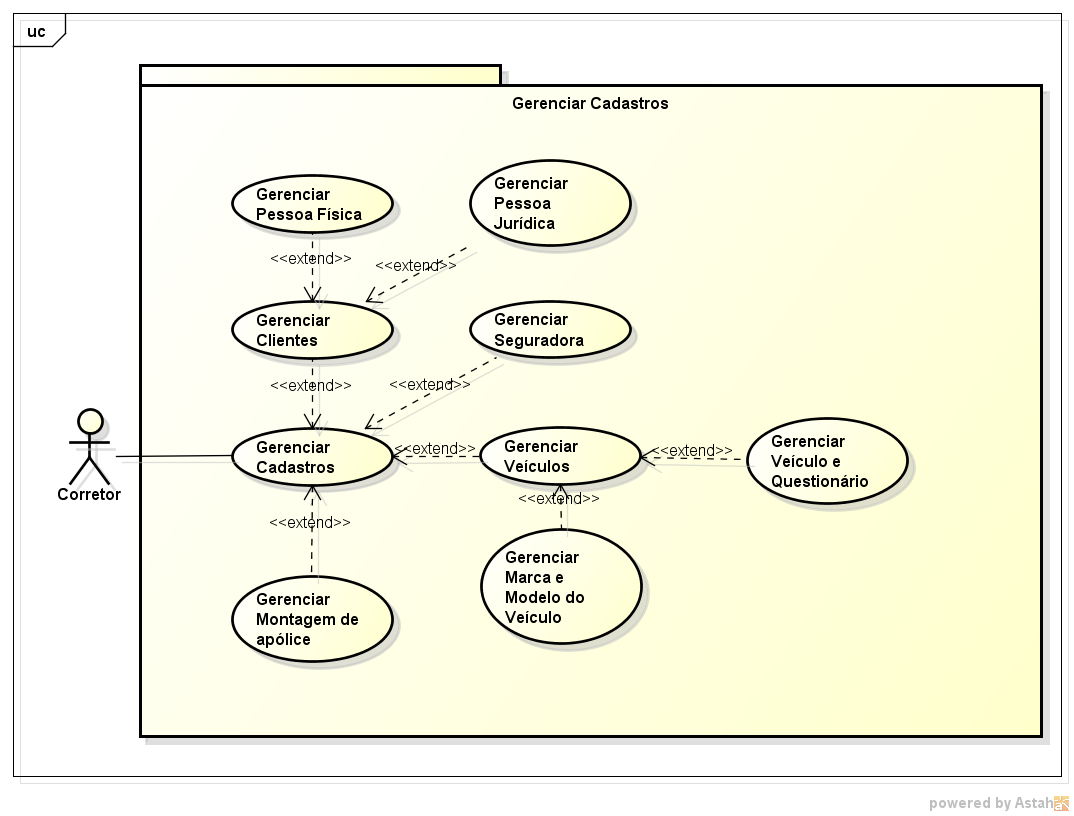 uc
Gerenciar Cadastros
Gerenciar
Pessoa Física
Gerenciar
Pessoa
Jurídica
<<extend>>
<<extend>>
Gerenciar
Clientes
Gerenciar
Seguradora
<<extend>>
<<extend>>
Gerenciar
Cadastros
<<extend>>
Gerenciar
Veículos
<<extend>>
Gerenciar
Veículo e
Questionário
Corretor
<<extend>>
<<extend>>
Gerenciar
Montagem de
apólice
Gerenciar
Marca e
Modelo do
Veículo
powered by Astah